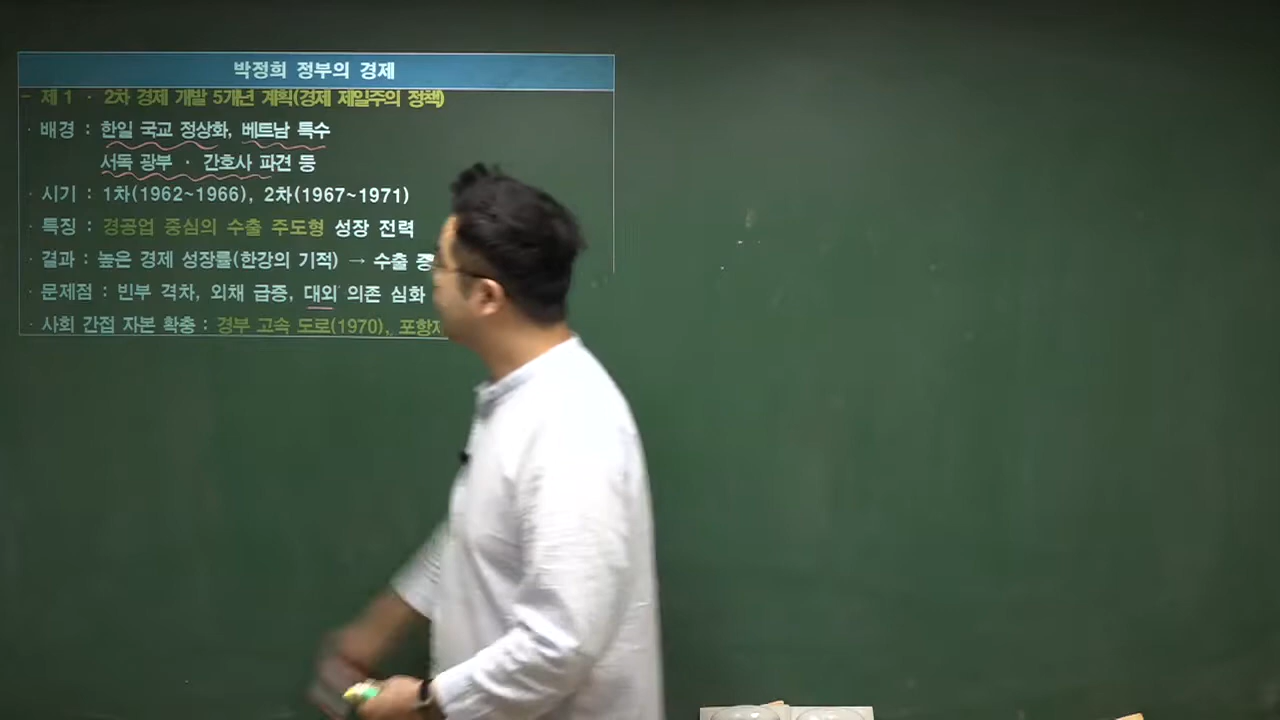 박정희 정부의 경제
- 제 1 · 2차 경제 개발 5개년 계획(경제 제일주의 정책)
· 배경 : 한일 국교 정상화, 베트남 특수
서독 광부 · 간호사 파견 등
· 시기 : 1차(1962~1966), 2차(1967~1971)
· 특징 : 경공업 중심의 수출 주도형 성장 전력
· 결과 : 높은 경제 성장률(한강의 기적) → 수출
· 문제점 : 빈부 격차, 외채 급증, 대외 의존 심화
· 사회 간접 자본 확충 : 경부 고속 도로(1970), 포항